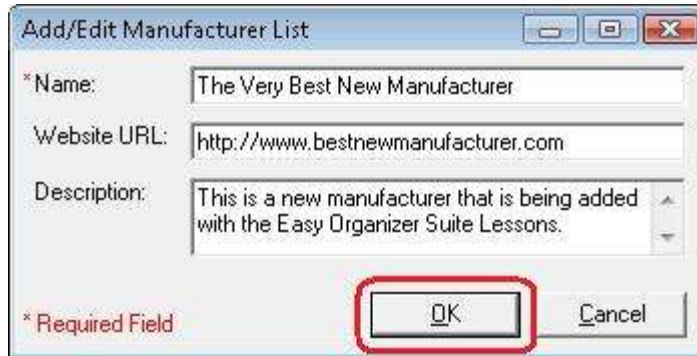 Add/Edit Manufacturer List
*Name: The Very Best New Manufacturer
Website URL: http://www.bestnewmanufacturer.com
Description: This is a new manufacturer that is being added
with the Easy Organizer Suite Lessons.
* Required Field OK Cancel